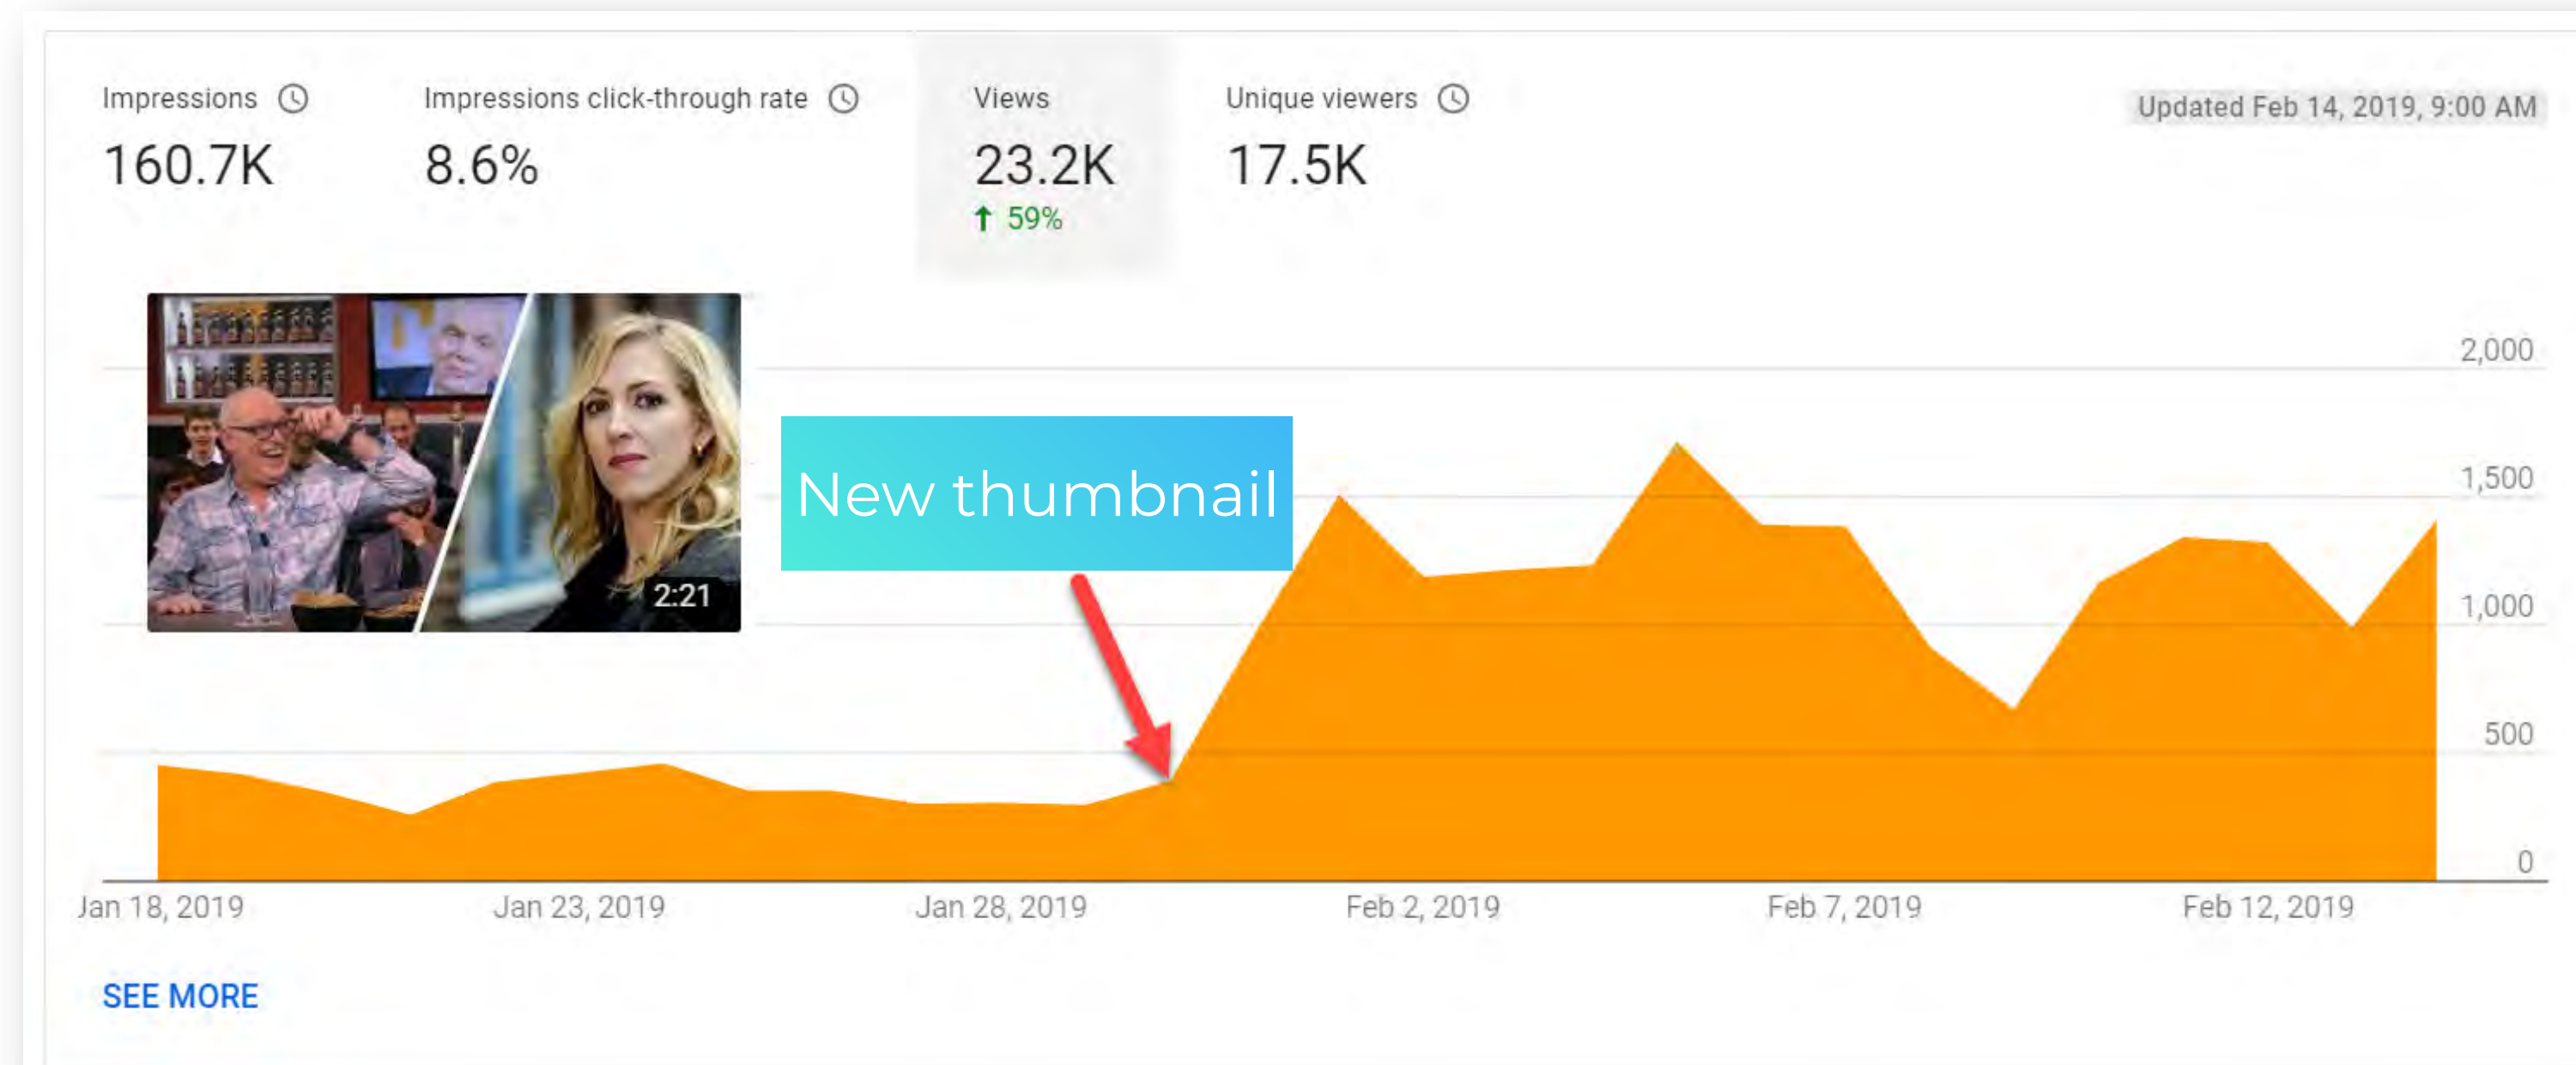 Impressions
Impressions click-through rate
Views
Unique viewers
Updated Feb 14, 2019, 9:00 AM
160.7K
8.6%
23.2K
17.5K
59%
2:21
New thumbnail
2,000
1,500
1,000
500
0
Jan 18, 2019
Jan 23, 2019
Jan 28, 2019
Feb 2, 2019
Feb 7, 2019
Feb 12, 2019
SEE MORE